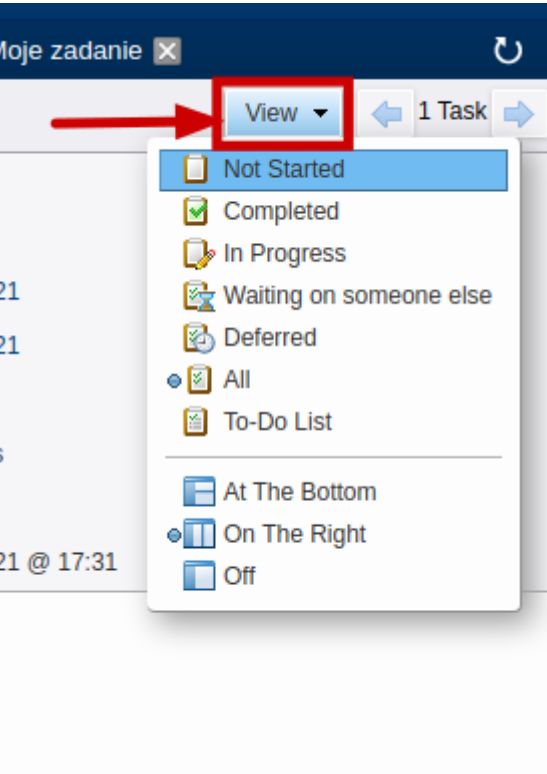 Moje zadanie
View
1 Task
Not Started
Completed
In Progress
21
Waiting on someone else
Deferred
21
All
To-Do List
s
At The Bottom
On The Right
21 @ 17:31
Off